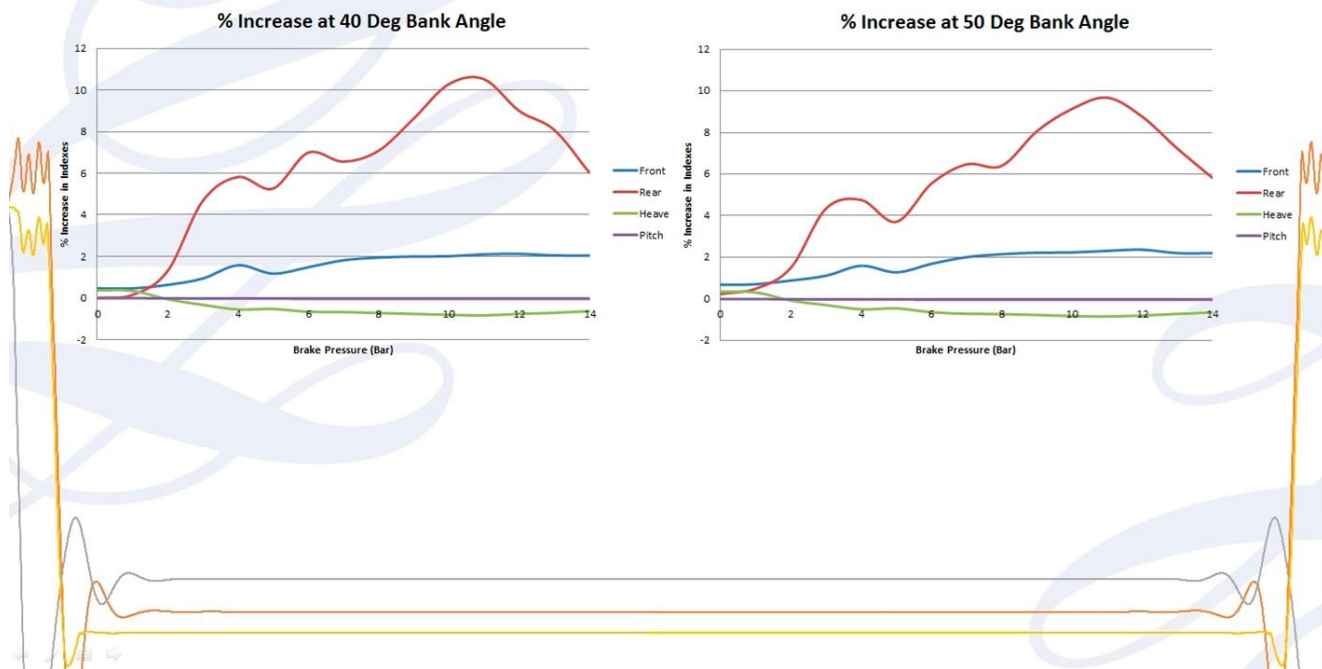 % Increase at 40 Deg Bank Angle
12
10
8
6
4
2
0
-2
% Increase in Indexes
0 2 4 6 8 10 12 14
Brake Pressure (Bar)
Front
Rear
Heave
Pitch
% Increase at 50 Deg Bank Angle
12
10
8
6
4
2
0
-2
% Increase in Indexes
0 2 4 6 8 10 12 14
Brake Pressure (Bar)
Front
Rear
Heave
Pitch